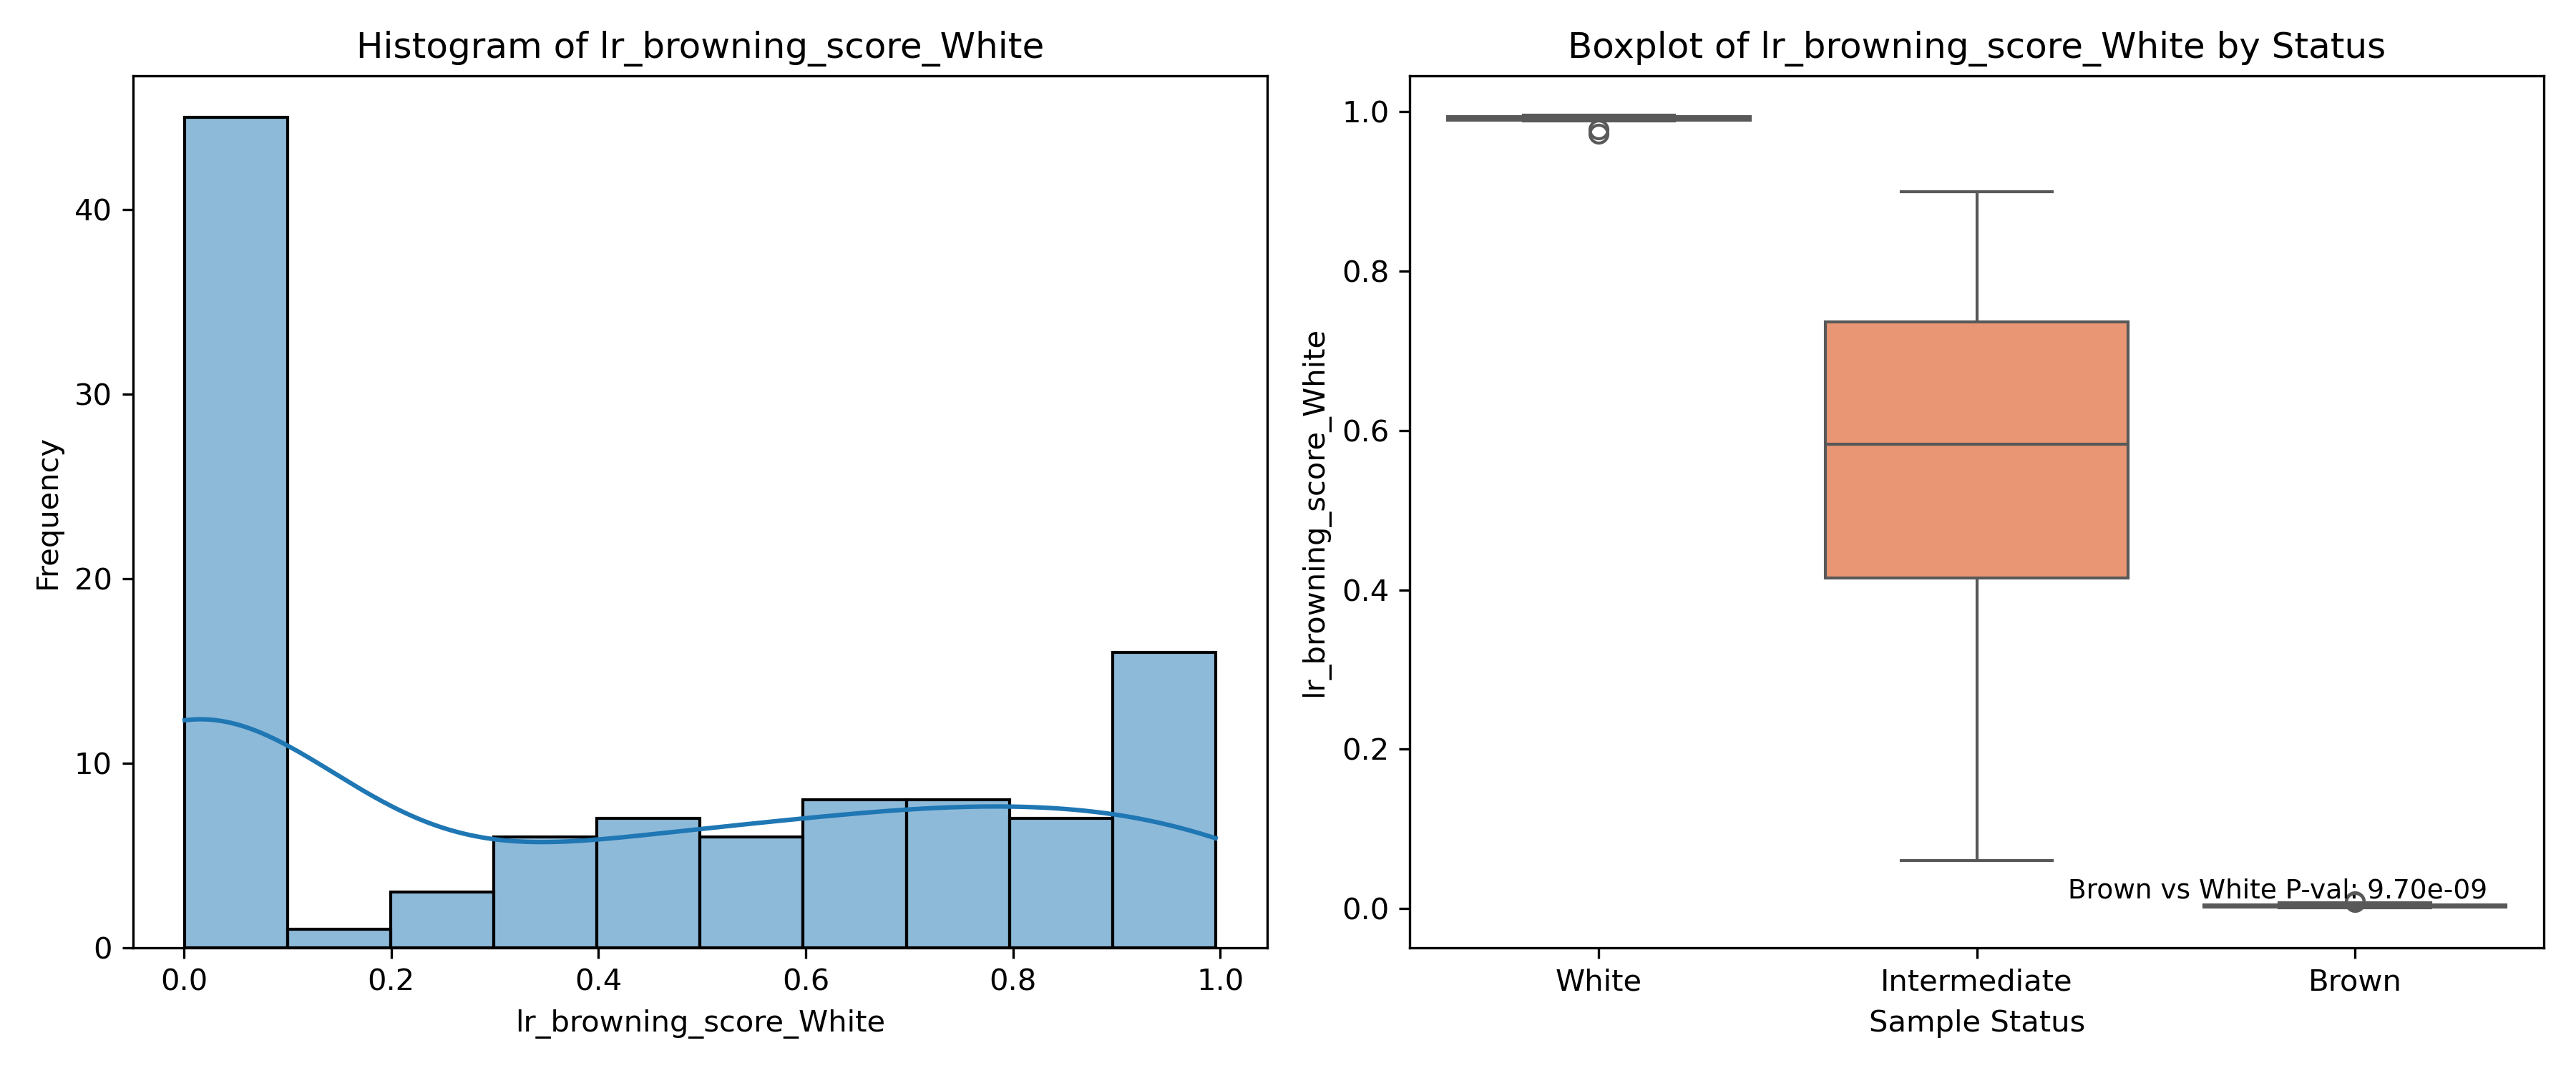 Histogram of lr_browning_score_White
Frequency
40
30
20
10
0
0.0 0.2 0.4 0.6 0.8 1.0
lr_browning_score_White
Boxplot of lr_browning_score_White by Status
lr_browning_score_White
1.0
0.8
0.6
0.4
0.2
0.0
Brown vs White P-val: 9.70e-09
White Intermediate Brown
Sample Status